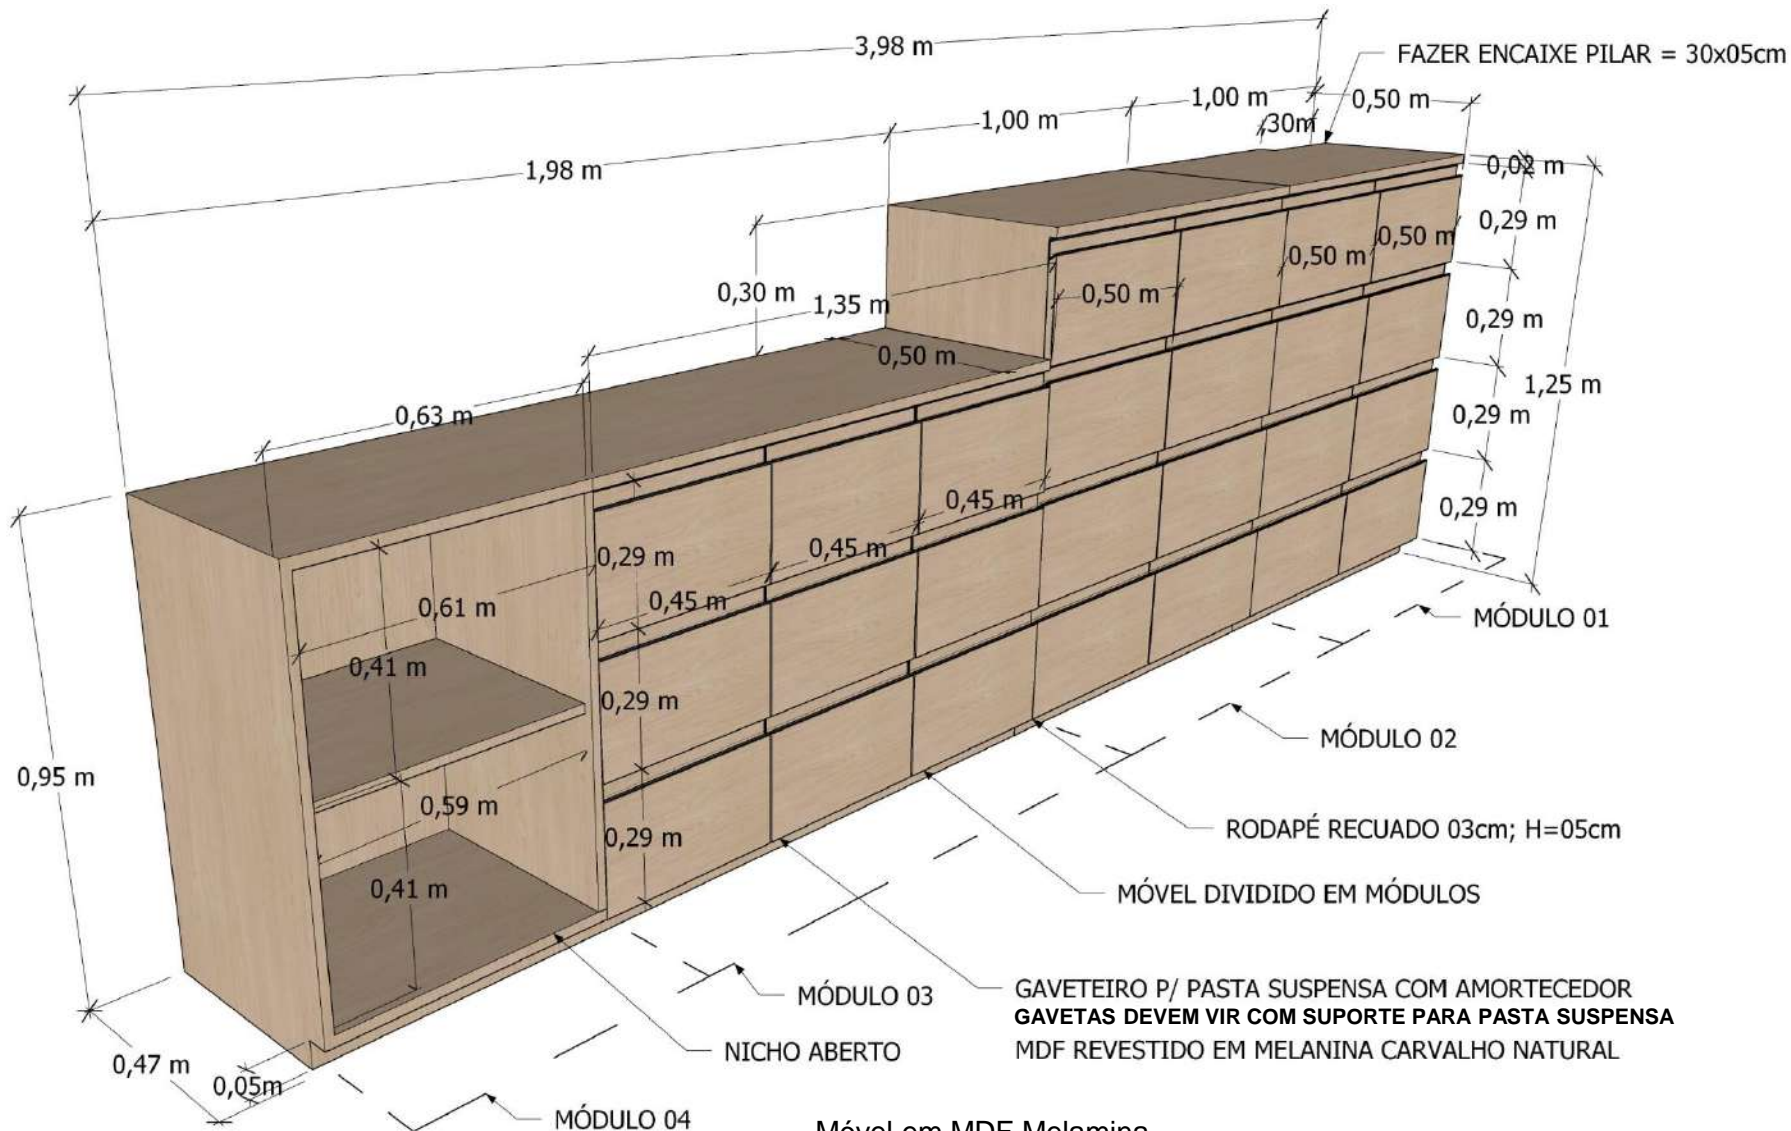 3,98 m
FAZER ENCAIXE PILAR = 30x05cm
1,00 m
0,50 m
1,00 m
,30m
1,98 m
0,02 m
0,29 m
0,50 m
0,50 m
0,30 m
1,35 m
0,50 m
0,29 m
0,50 m
1,25 m
0,63 m
0,29 m
0,45 m
0,29 m
0,45 m
0,29 m
0,45 m
0,61 m
MÓDULO 01
0,41 m
0,29 m
MÓDULO 02
0,95 m
0,59 m
0,29 m
RODAPÉ RECUADO 03cm; H=05cm
0,41 m
MÓVEL DIVIDIDO EM MÓDULOS
MÓDULO 03
GAVETEIRO P/ PASTA SUSPENSA COM AMORTECEDOR
GAVETAS DEVEM VIR COM SUPORTE PARA PASTA SUSPENSA
MDF REVESTIDO EM MELANINA CARVALHO NATURAL
NICHO ABERTO
0,47 m
0,05m
MÓDULO 04
Móvel em MDF Melamina